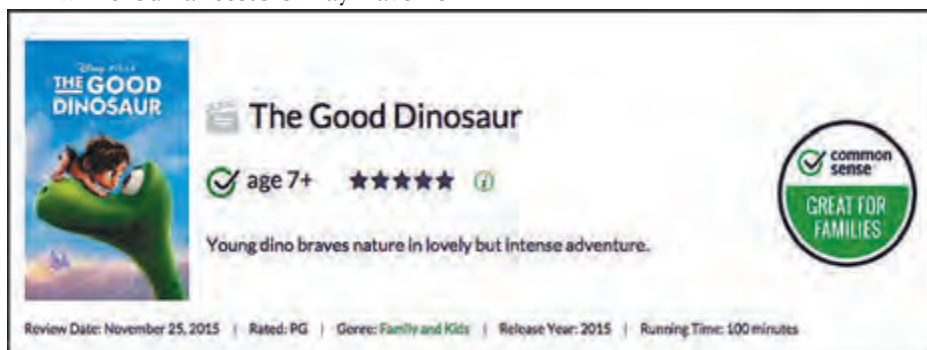 Disney PIXAR
THE GOOD
DINOSAUR
The Good Dinosaur
age 7+
common
sense
GREAT FOR
FAMILIES
Young dino braves nature in lovely but intense adventure.
Review Date: November 25, 2015 | Rated: PG | Genre: Family and Kids | Release Year: 2015 | Running Time: 100 minutes